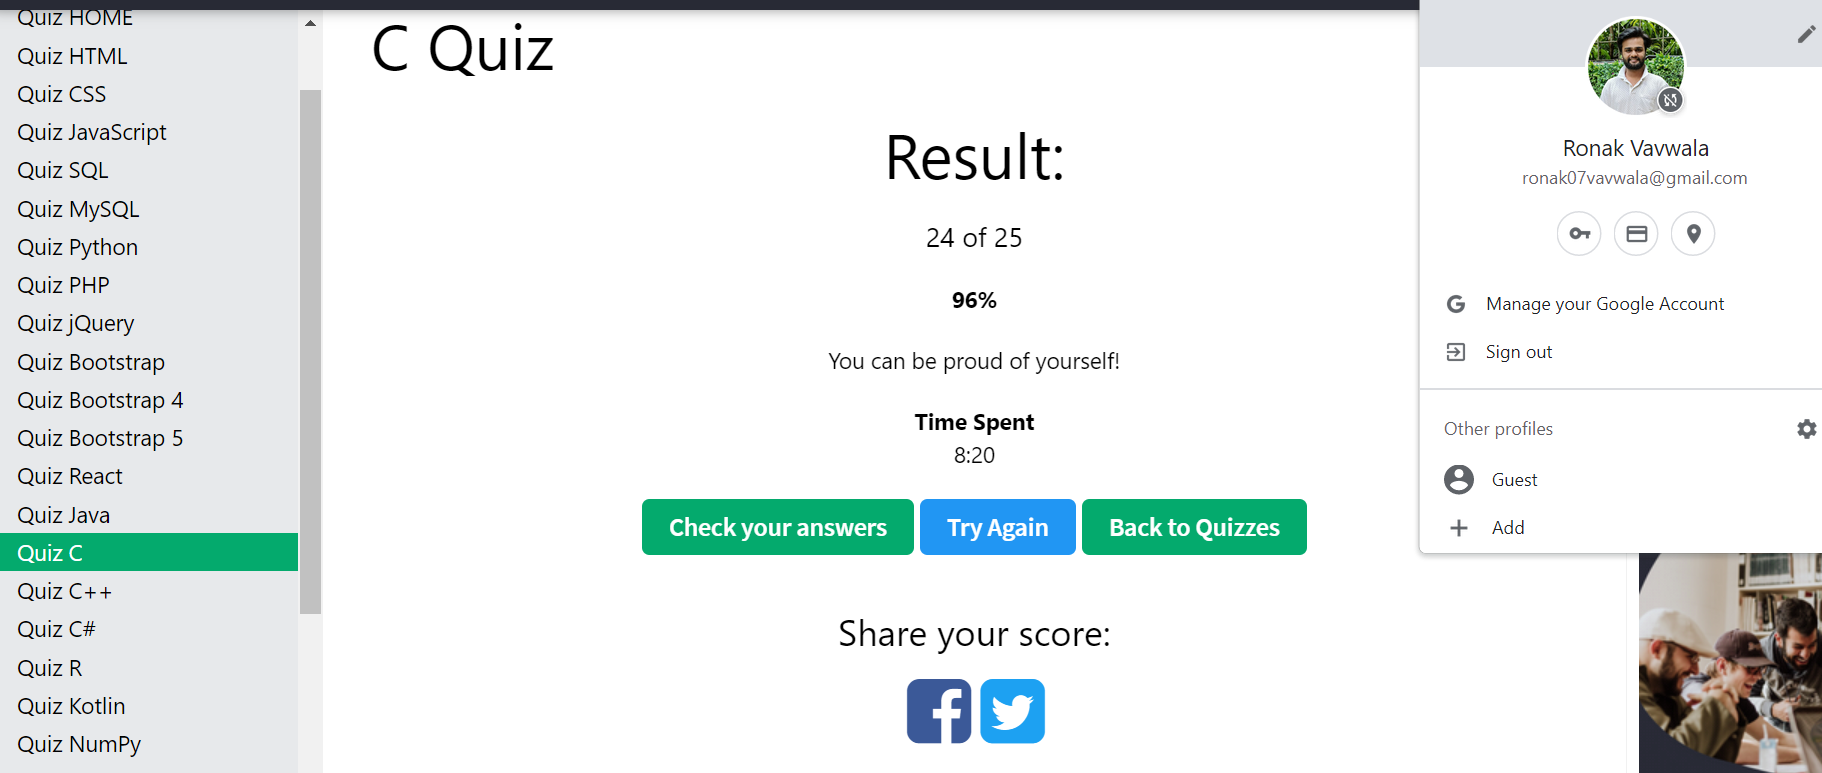 Quiz HOME
Quiz HTML
Quiz CSS
Quiz JavaScript
Quiz SQL
Quiz MySQL
Quiz Python
Quiz PHP
Quiz jQuery
Quiz Bootstrap
Quiz Bootstrap 4
Quiz Bootstrap 5
Quiz React
Quiz Java
Quiz C
Quiz C++
Quiz C#
Quiz R
Quiz Kotlin
Quiz NumPy
C Quiz
Result:
24 of 25
96%
You can be proud of yourself!
Time Spent
8:20
Check your answers
Try Again
Back to Quizzes
Share your score:
Ronak Vavwala
ronak07vavwala@gmail.com
Manage your Google Account
Sign out
Other profiles
Guest
Add